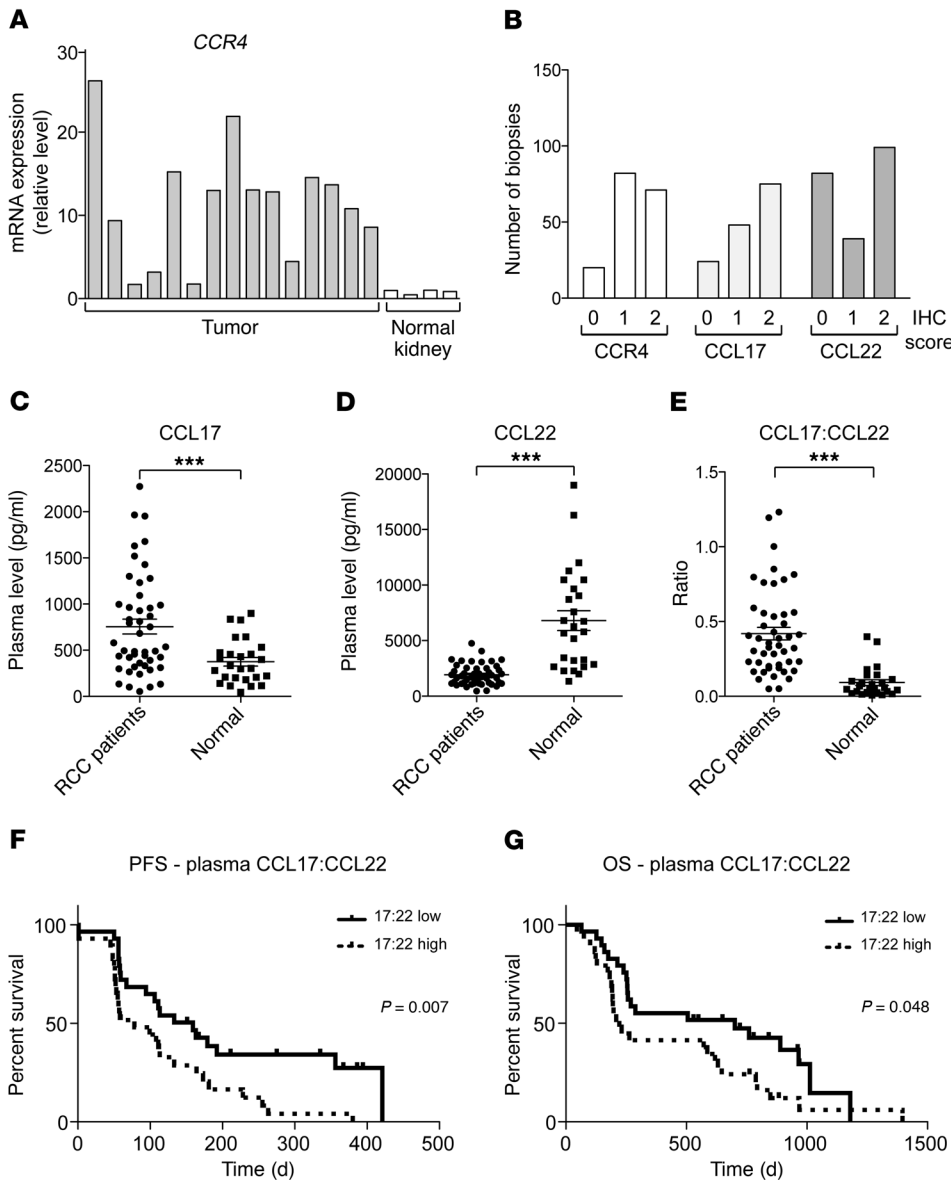 A
CCR4
mRNA expression
(relative level)
30
20
10
0
Tumor
Normal
kidney
B
Number of biopsies
150
100
50
0
0 1 2 0 1 2 0 1 2
IHC
score
CCR4 CCL17 CCL22
C
CCL17
***
Plasma level (pg/ml)
2500
2000
1500
1000
500
0
RCC patients
Normal
D
CCL22
***
Plasma level (pg/ml)
20000
15000
10000
5000
0
RCC patients
Normal
E
CCL17:CCL22
***
Ratio
1.5
1.0
0.5
0.0
RCC patients
Normal
F
PFS - plasma CCL17:CCL22
Percent survival
100
50
0
17:22 low
17:22 high
P = 0.007
0 100 200 300 400 500
Time (d)
G
OS - plasma CCL17:CCL22
Percent survival
100
50
0
17:22 low
17:22 high
P = 0.048
0 500 1000 1500
Time (d)